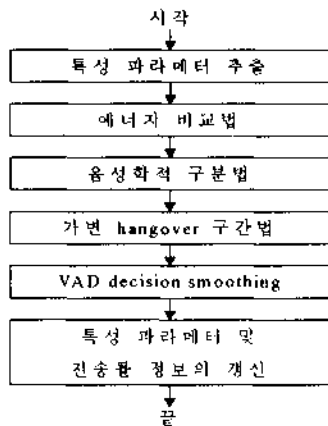 시작
특성 파라메터 추출
에너지 비교법
음성학적 구분법
가변 hangover 구간법
VAD decision smoothing
특성 파라메터 및
전송율 정보의 갱신
끝